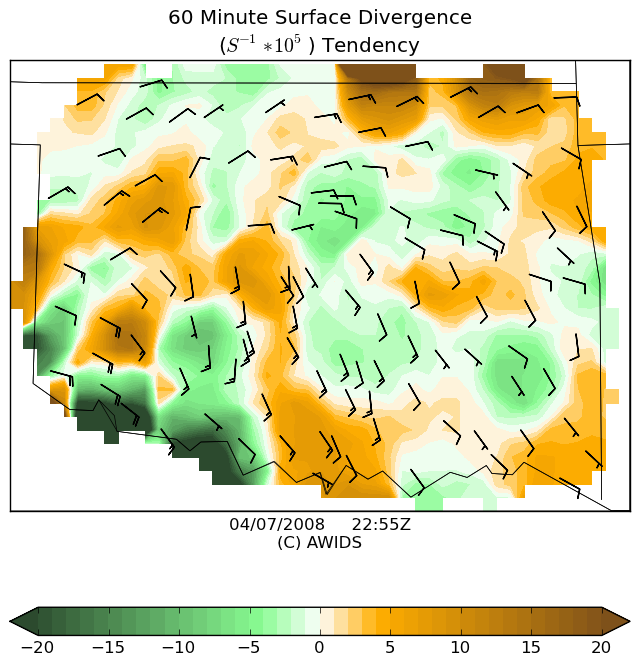 60 Minute Surface Divergence
(S⁻¹ *10⁵ ) Tendency
04/07/2008 22:55Z
(C) AWIDS
−20 −15 −10 −5 0 5 10 15 20